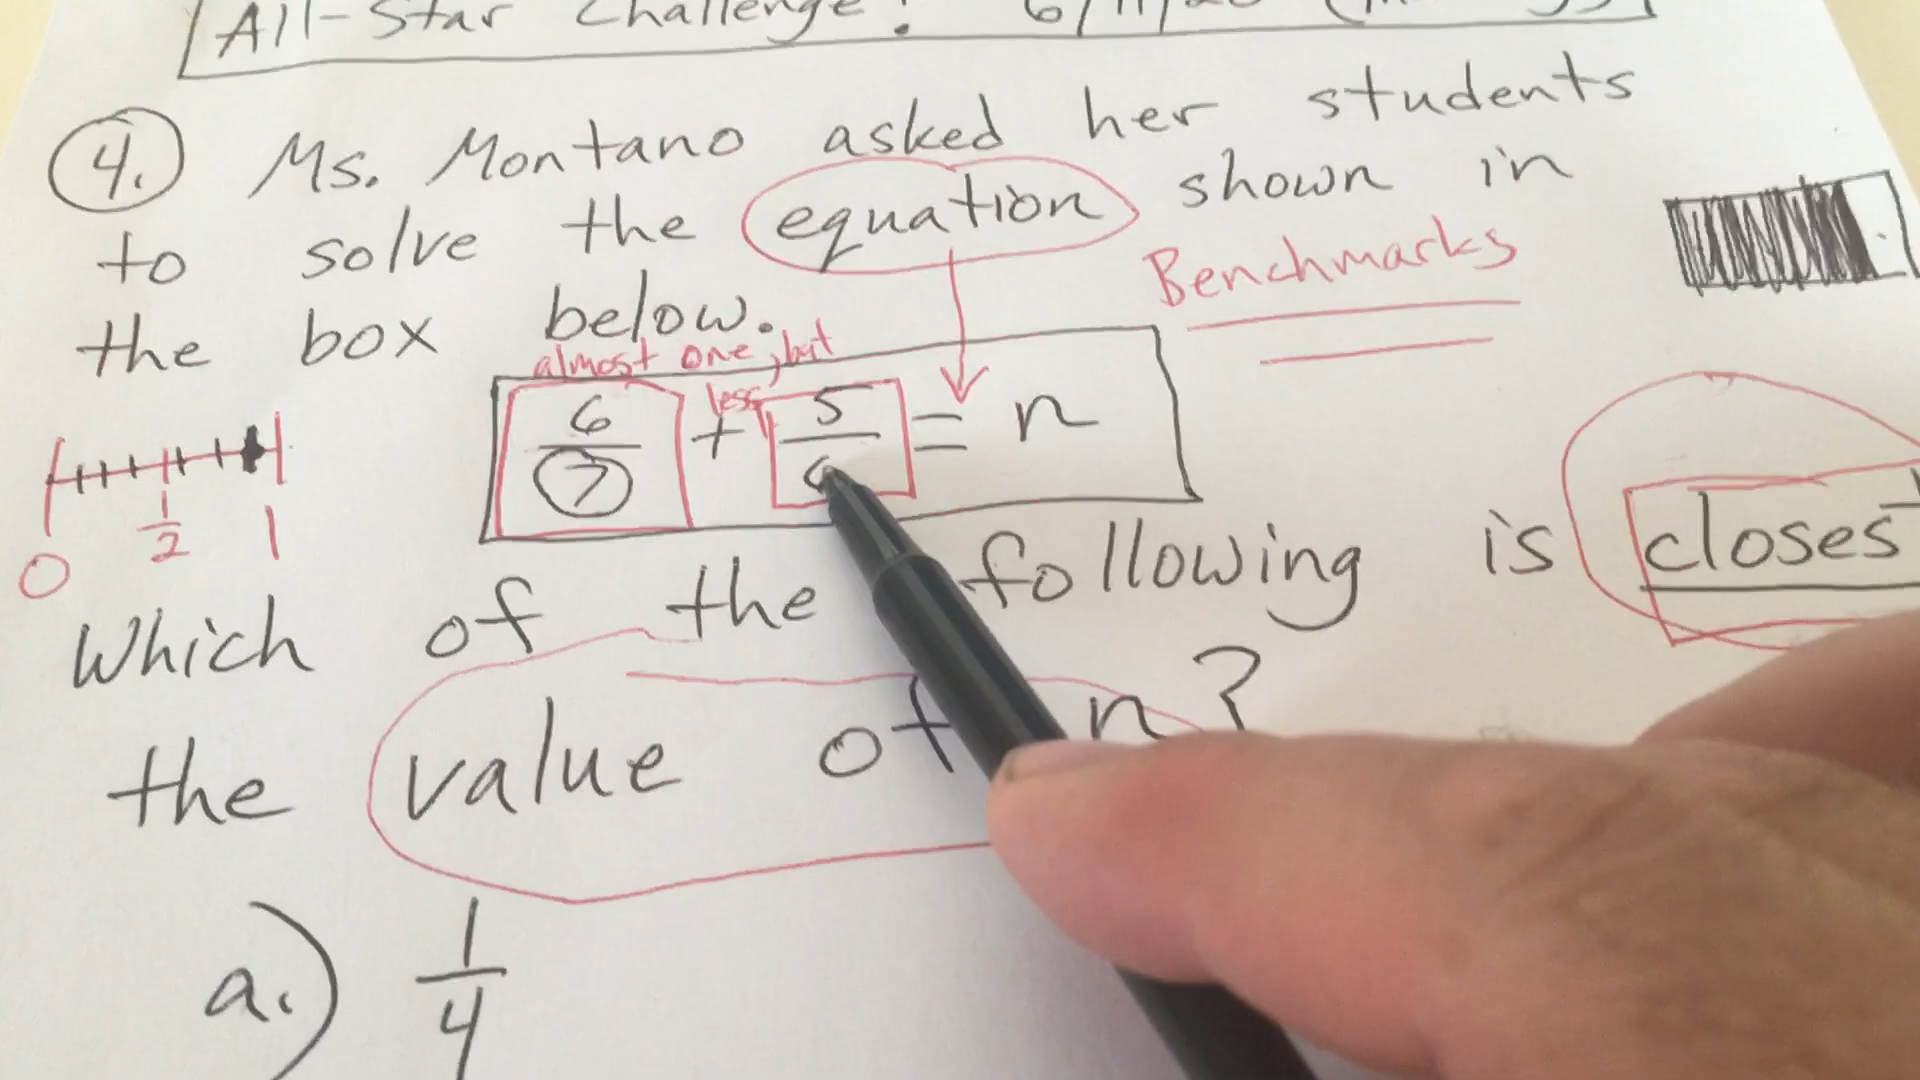 All-Star Challenge!
4. Ms. Montano asked her students
to solve the equation shown in
the box below.
Benchmarks
almost one, but
less
6/7 + 5/6 = n
0 1/2 1
Which of the following is closest
the value of n?
a.) 1/4